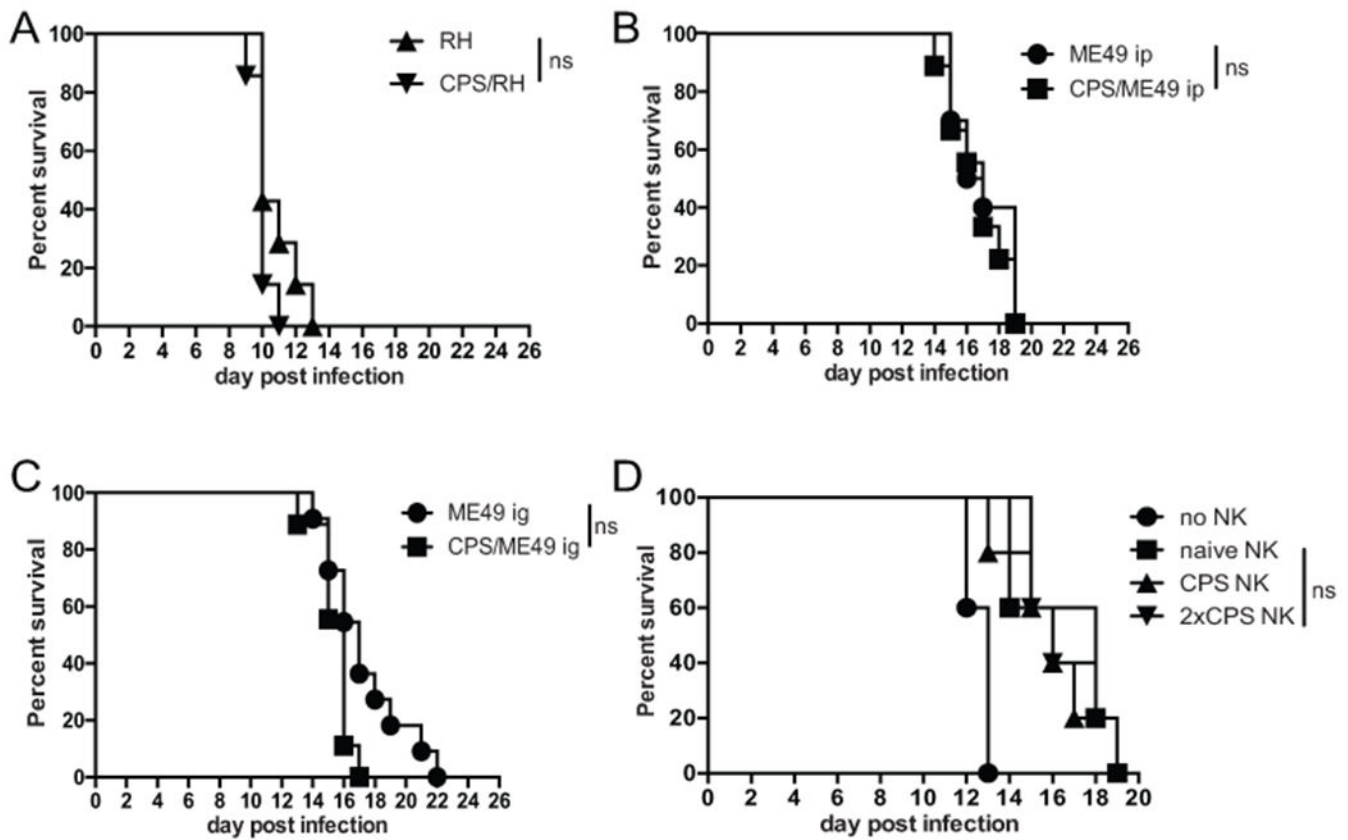 A
100
80
60
40
20
0
Percent survival
0 2 4 6 8 10 12 14 16 18 20 22 24 26
day post infection
RH
CPS/RH
ns
B
100
80
60
40
20
0
Percent survival
0 2 4 6 8 10 12 14 16 18 20 22 24 26
day post infection
ME49 ip
CPS/ME49 ip
ns
C
100
80
60
40
20
0
Percent survival
0 2 4 6 8 10 12 14 16 18 20 22 24 26
day post infection
ME49 ig
CPS/ME49 ig
ns
D
100
80
60
40
20
0
Percent survival
0 2 4 6 8 10 12 14 16 18 20
day post infection
no NK
naive NK
CPS NK
2xCPS NK
ns